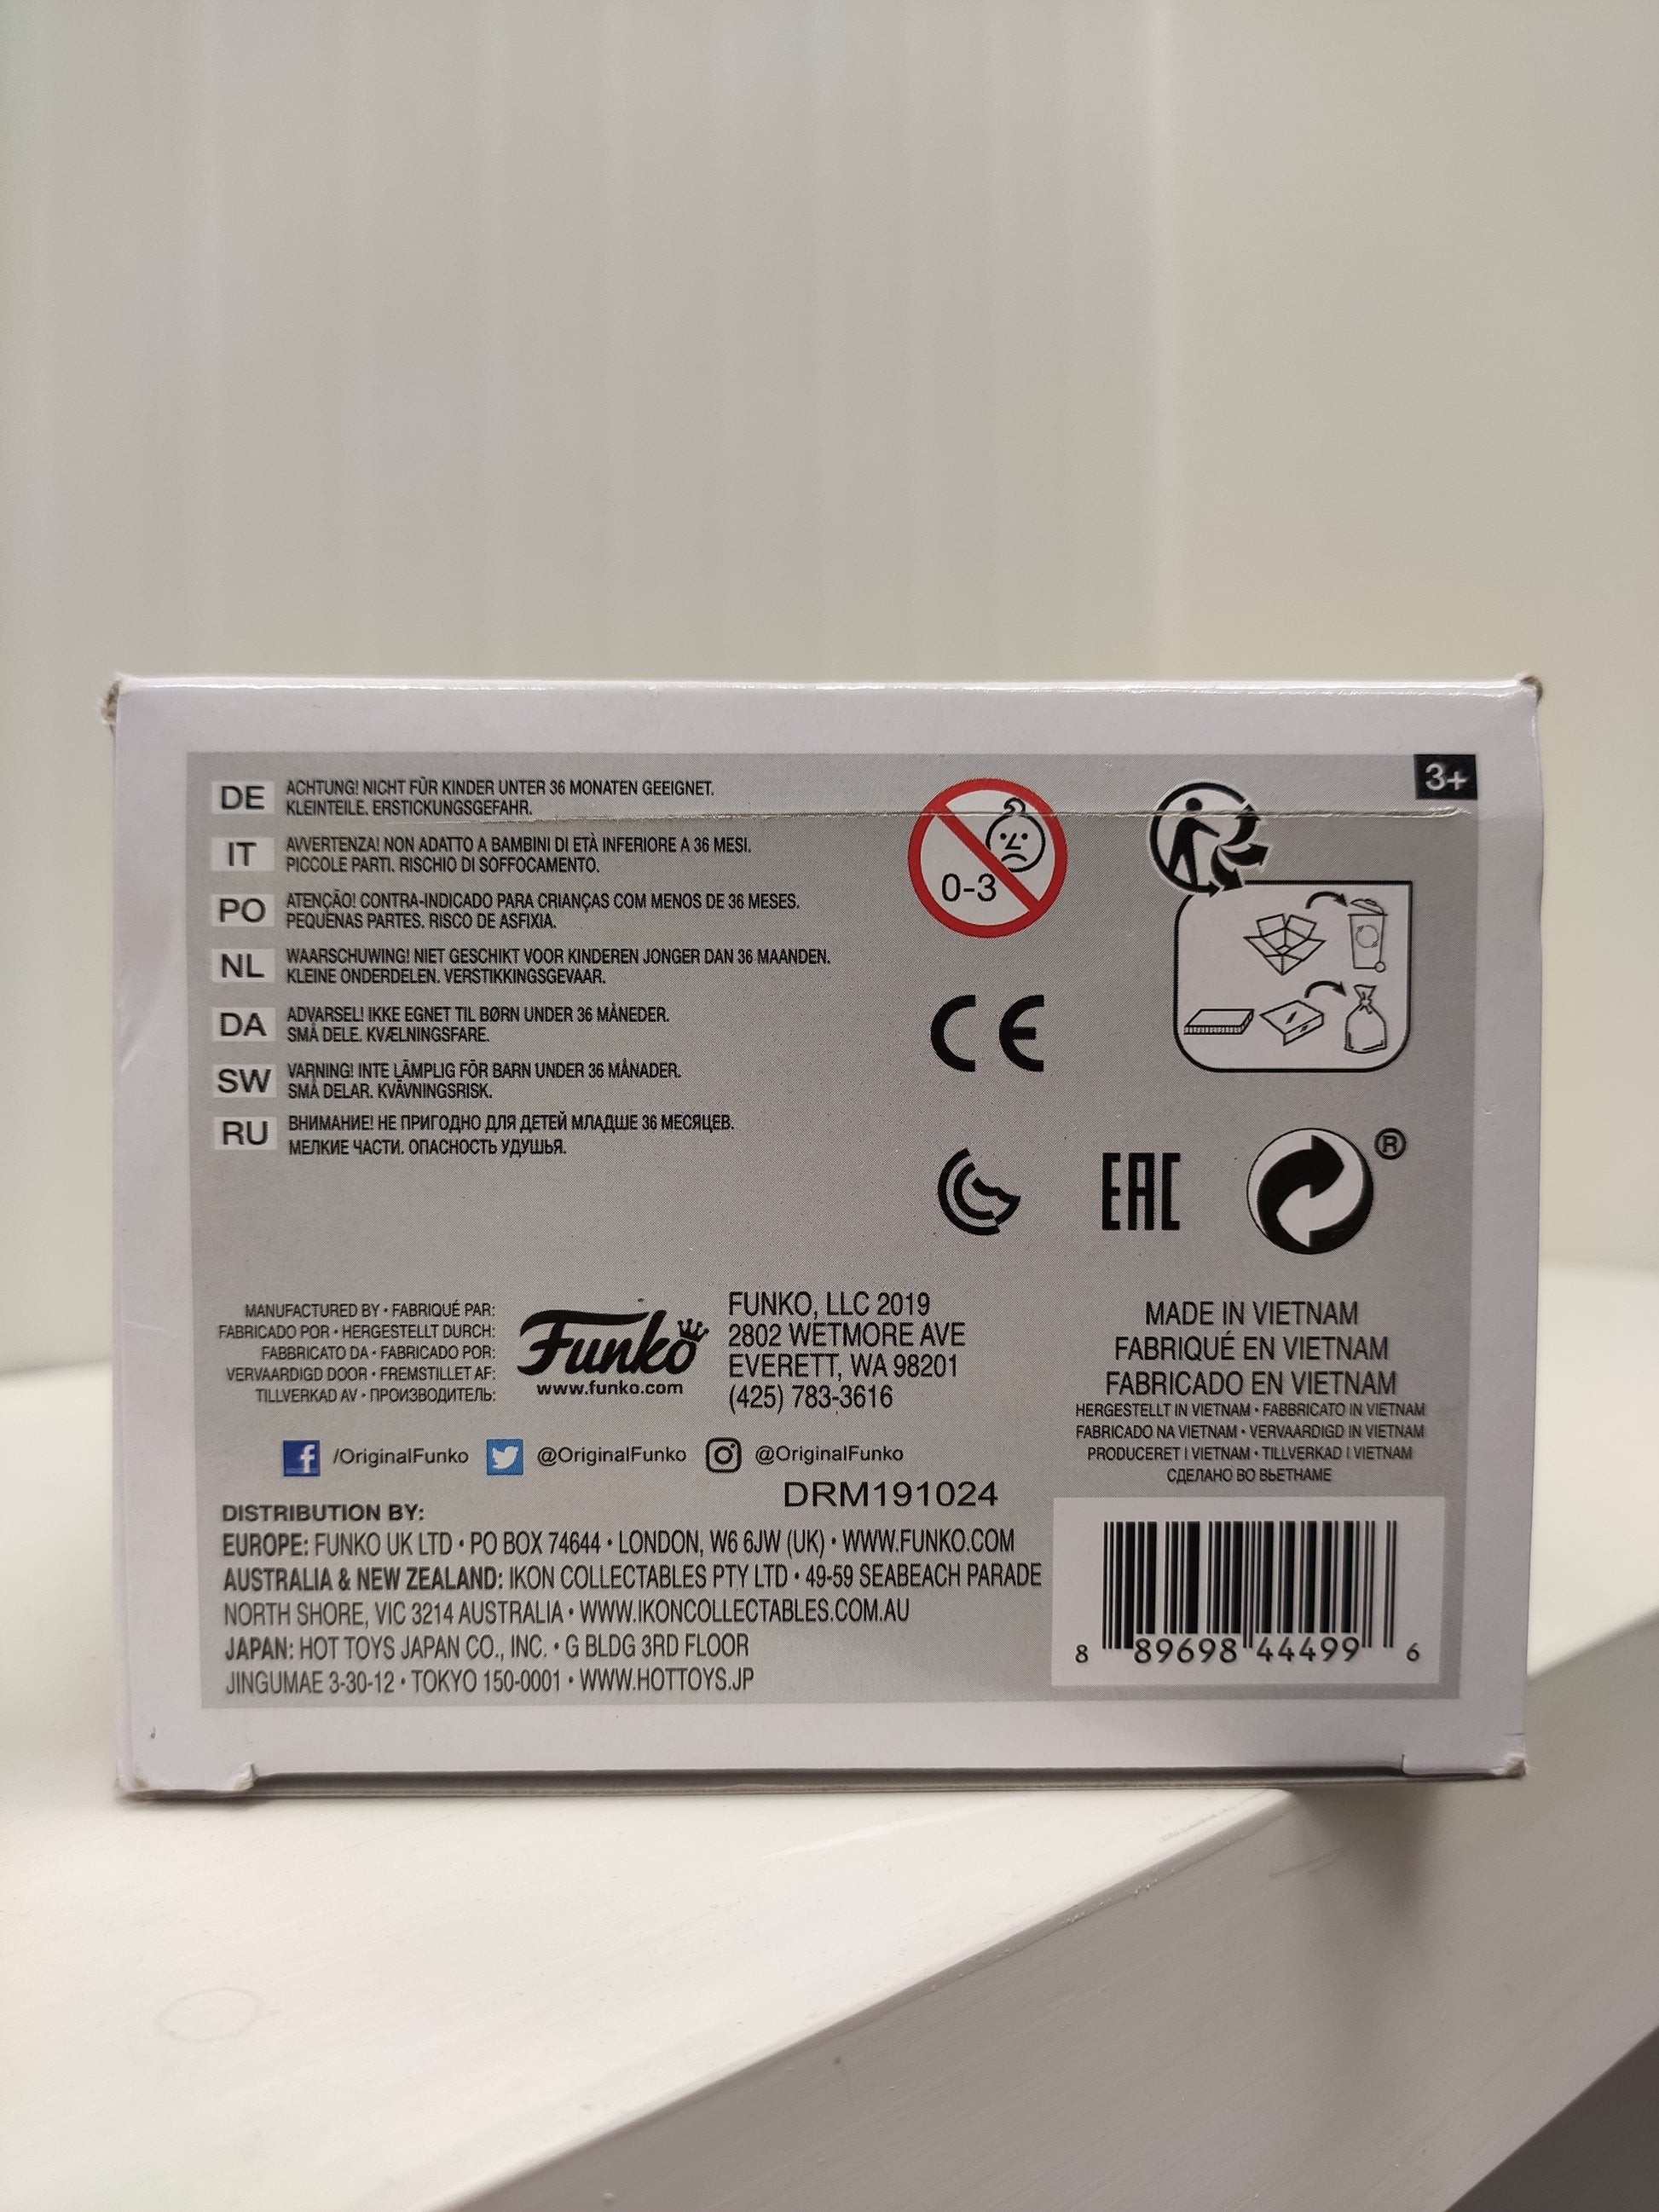 3+
DE
ACHTUNG! NICHT FÜR KINDER UNTER 36 MONATEN GEEIGNET.
KLEINTEILE. ERSTICKUNGSGEFAHR.
IT
AVVERTENZA! NON ADATTO A BAMBINI DI ETÀ INFERIORE A 36 MESI.
PICCOLE PARTI. RISCHIO DI SOFFOCAMENTO.
PO
ATENÇÃO! CONTRA-INDICADO PARA CRIANÇAS COM MENOS DE 36 MESES.
PEQUENAS PARTES. RISCO DE ASFIXIA.
NL
WAARSCHUWING! NIET GESCHIKT VOOR KINDEREN JONGER DAN 36 MAANDEN.
KLEINE ONDERDELEN. VERSTIKKINGSGEVAAR.
DA
ADVARSEL! IKKE EGNET TIL BØRN UNDER 36 MÅNEDER.
SMÅ DELE. KVÆLNINGSFARE.
SW
VARNING! INTE LÄMPLIG FÖR BARN UNDER 36 MÅNADER.
SMÅ DELAR. KVÄVNINGSRISK.
RU
ВНИМАНИЕ! НЕ ПРИГОДНО ДЛЯ ДЕТЕЙ МЛАДШЕ 36 МЕСЯЦЕВ.
МЕЛКИЕ ЧАСТИ. ОПАСНОСТЬ УДУШЬЯ.
0-3
CE
EAC
®
MANUFACTURED BY • FABRIQUÉ PAR:
FABRICADO POR • HERGESTELLT DURCH:
FABBRICATO DA • FABRICADO POR:
VERVAARDIGD DOOR • FREMSTILLET AF:
TILLVERKAD AV • ПРОИЗВОДИТЕЛЬ:
Funko
www.funko.com
FUNKO, LLC 2019
2802 WETMORE AVE
EVERETT, WA 98201
(425) 783-3616
MADE IN VIETNAM
FABRIQUÉ EN VIETNAM
FABRICADO EN VIETNAM
HERGESTELLT IN VIETNAM • FABBRICATO IN VIETNAM
FABRICADO NA VIETNAM • VERVAARDIGD IN VIETNAM
PRODUCERET I VIETNAM • TILLVERKAD I VIETNAM
СДЕЛАНО ВО ВЬЕТНАМЕ
f /OriginalFunko @OriginalFunko @OriginalFunko
DRM191024
DISTRIBUTION BY:
EUROPE: FUNKO UK LTD • PO BOX 74644 • LONDON, W6 6JW (UK) • WWW.FUNKO.COM
AUSTRALIA & NEW ZEALAND: IKON COLLECTABLES PTY LTD • 49-59 SEABEACH PARADE
NORTH SHORE, VIC 3214 AUSTRALIA • WWW.IKONCOLLECTABLES.COM.AU
JAPAN: HOT TOYS JAPAN CO., INC. • G BLDG 3RD FLOOR
JINGUMAE 3-30-12 • TOKYO 150-0001 • WWW.HOTTOYS.JP
8 89698 44499 6